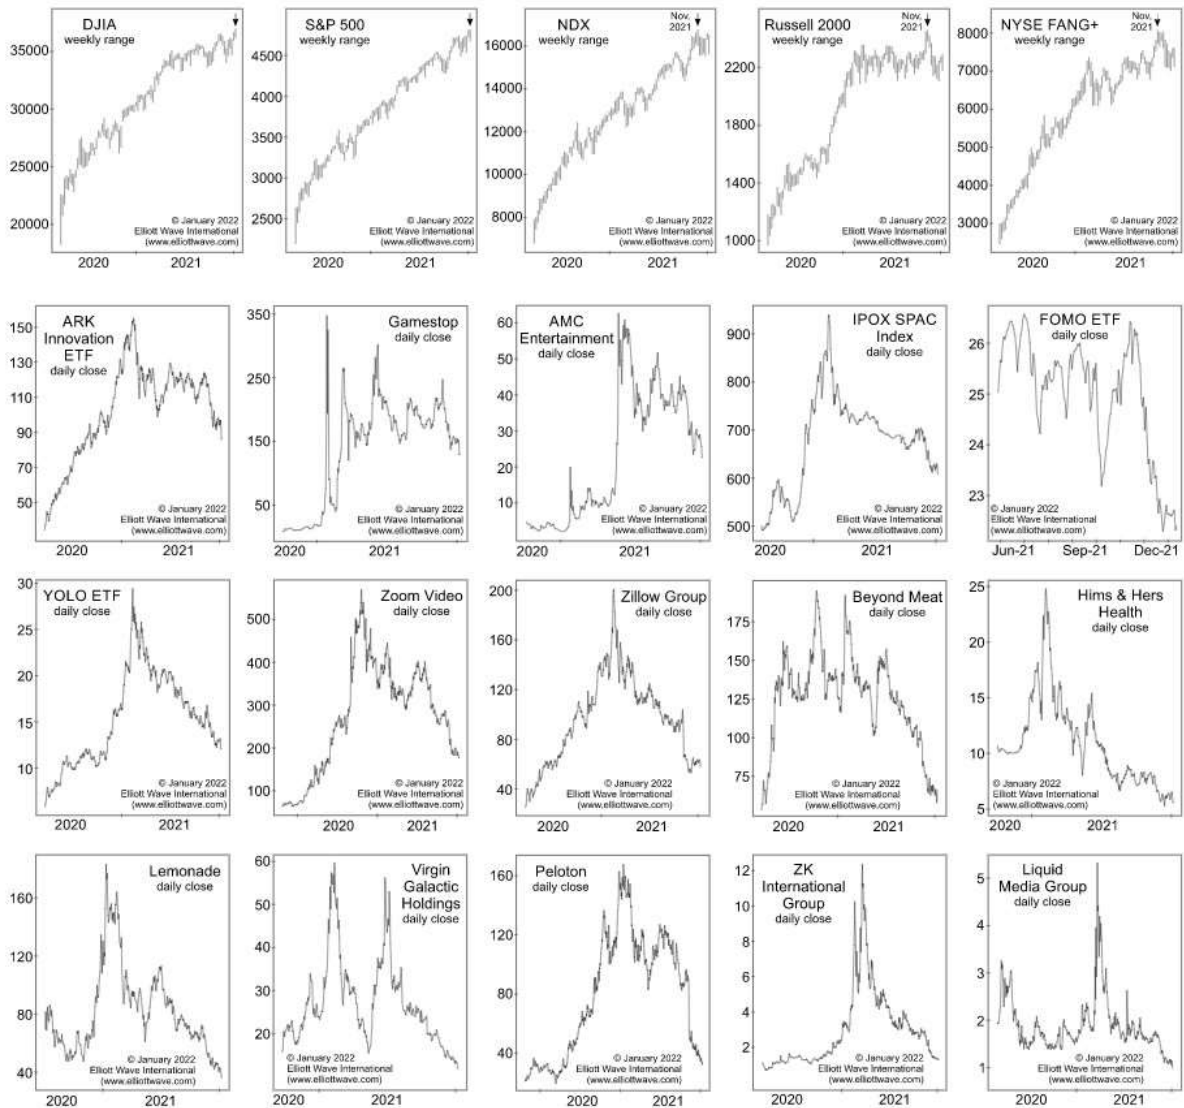 DJIA
weekly range
35000
30000
25000
20000
© January 2022
Elliott Wave International
(www.elliottwave.com)
2020 2021
S&P 500
weekly range
4500
4000
3500
3000
2500
© January 2022
Elliott Wave International
(www.elliottwave.com)
2020 2021
NDX
weekly range
Nov.
2021
16000
14000
12000
10000
8000
© January 2022
Elliott Wave International
(www.elliottwave.com)
2020 2021
Russell 2000
weekly range
Nov.
2021
2200
1800
1400
1000
© January 2022
Elliott Wave International
(www.elliottwave.com)
2020 2021
NYSE FANG+
weekly range
Nov.
2021
8000
7000
6000
5000
4000
3000
© January 2022
Elliott Wave International
(www.elliottwave.com)
2020 2021
ARK
Innovation
ETF
daily close
150
130
110
90
70
50
© January 2022
Elliott Wave International
(www.elliottwave.com)
2020 2021
Gamestop
daily close
350
250
150
50
© January 2022
Elliott Wave International
(www.elliottwave.com)
2020 2021
AMC
Entertainment
daily close
60
50
40
30
20
10
© January 2022
Elliott Wave International
(www.elliottwave.com)
2020 2021
IPOX SPAC
Index
daily close
900
800
700
600
500
© January 2022
Elliott Wave International
(www.elliottwave.com)
2020 2021
FOMO ETF
daily close
26
25
24
23
© January 2022
Elliott Wave International
(www.elliottwave.com)
Jun-21 Sep-21 Dec-21
YOLO ETF
daily close
30
25
20
15
10
© January 2022
Elliott Wave International
(www.elliottwave.com)
2020 2021
Zoom Video
daily close
500
400
300
200
100
© January 2022
Elliott Wave International
(www.elliottwave.com)
2020 2021
Zillow Group
daily close
200
160
120
80
40
© January 2022
Elliott Wave International
(www.elliottwave.com)
2020 2021
Beyond Meat
daily close
175
150
125
100
75
© January 2022
Elliott Wave International
(www.elliottwave.com)
2020 2021
Hims & Hers
Health
daily close
25
20
15
10
5
© January 2022
Elliott Wave International
(www.elliottwave.com)
2020 2021
Lemonade
daily close
160
120
80
40
© January 2022
Elliott Wave International
(www.elliottwave.com)
2020 2021
Virgin
Galactic
Holdings
daily close
60
50
40
30
20
© January 2022
Elliott Wave International
(www.elliottwave.com)
2020 2021
Peloton
daily close
160
120
80
40
© January 2022
Elliott Wave International
(www.elliottwave.com)
2020 2021
ZK
International
Group
daily close
12
10
8
6
4
2
© January 2022
Elliott Wave International
(www.elliottwave.com)
2020 2021
Liquid
Media Group
daily close
5
4
3
2
1
© January 2022
Elliott Wave International
(www.elliottwave.com)
2020 2021